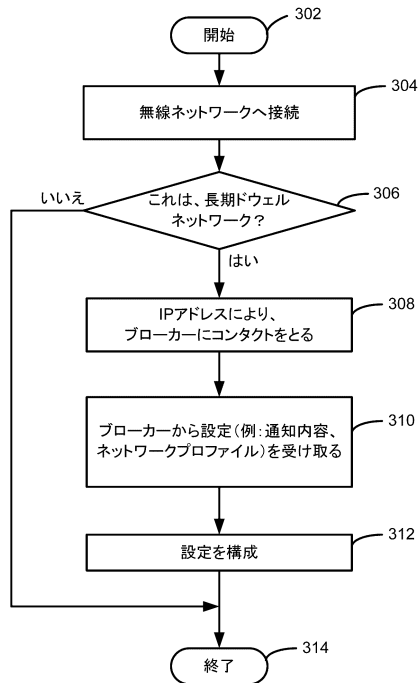 開始
302
無線ネットワークへ接続
304
これは、長期ドウェル
ネットワーク？
306
いいえ
はい
IPアドレスにより、
ブローカーにコンタクトをとる
308
ブローカーから設定（例：通知内容、
ネットワークプロファイル）を受け取る
310
設定を構成
312
終了
314